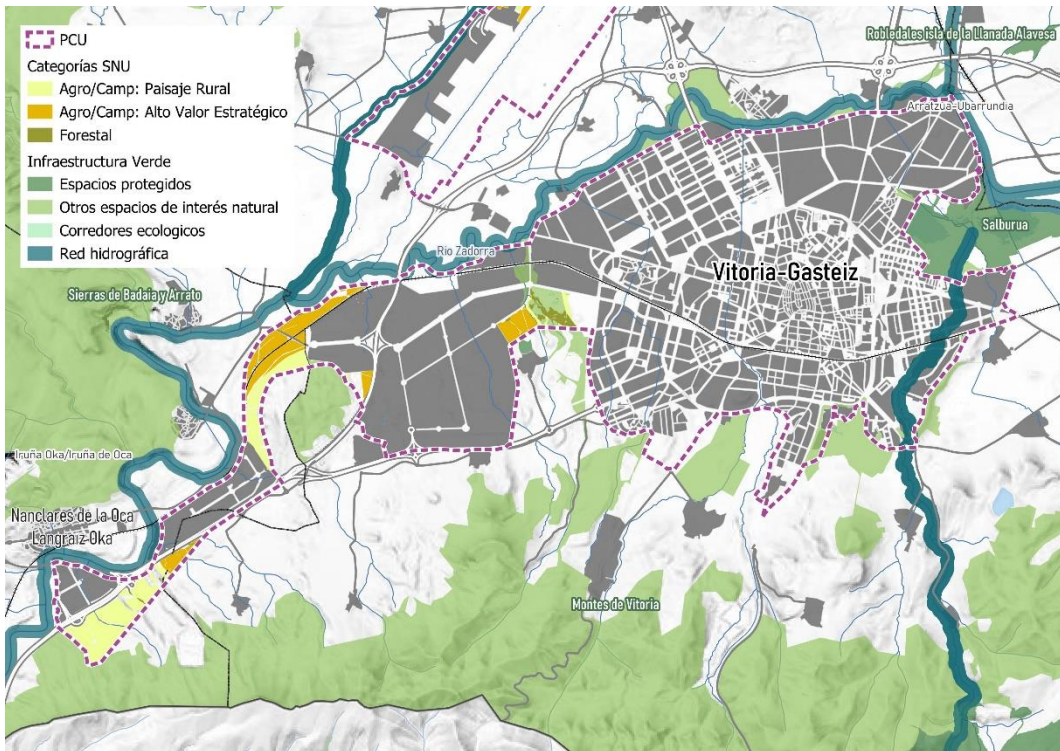 PCU
Categorías SNU
Agro/Camp: Paisaje Rural
Agro/Camp: Alto Valor Estratégico
Forestal
Infraestructura Verde
Espacios protegidos
Otros espacios de interés natural
Corredores ecologicos
Red hidrográfica
Robledales isla de la Llanada Alavesa
Arratzua-Ubarrundia
Salburua
Río Zadorra
Vitoria-Gasteiz
Sierras de Badaia y Arrato
Iruña Oka/Iruña de Oca
Nanclares de la Oca
Langraiz Oka
Montes de Vitoria